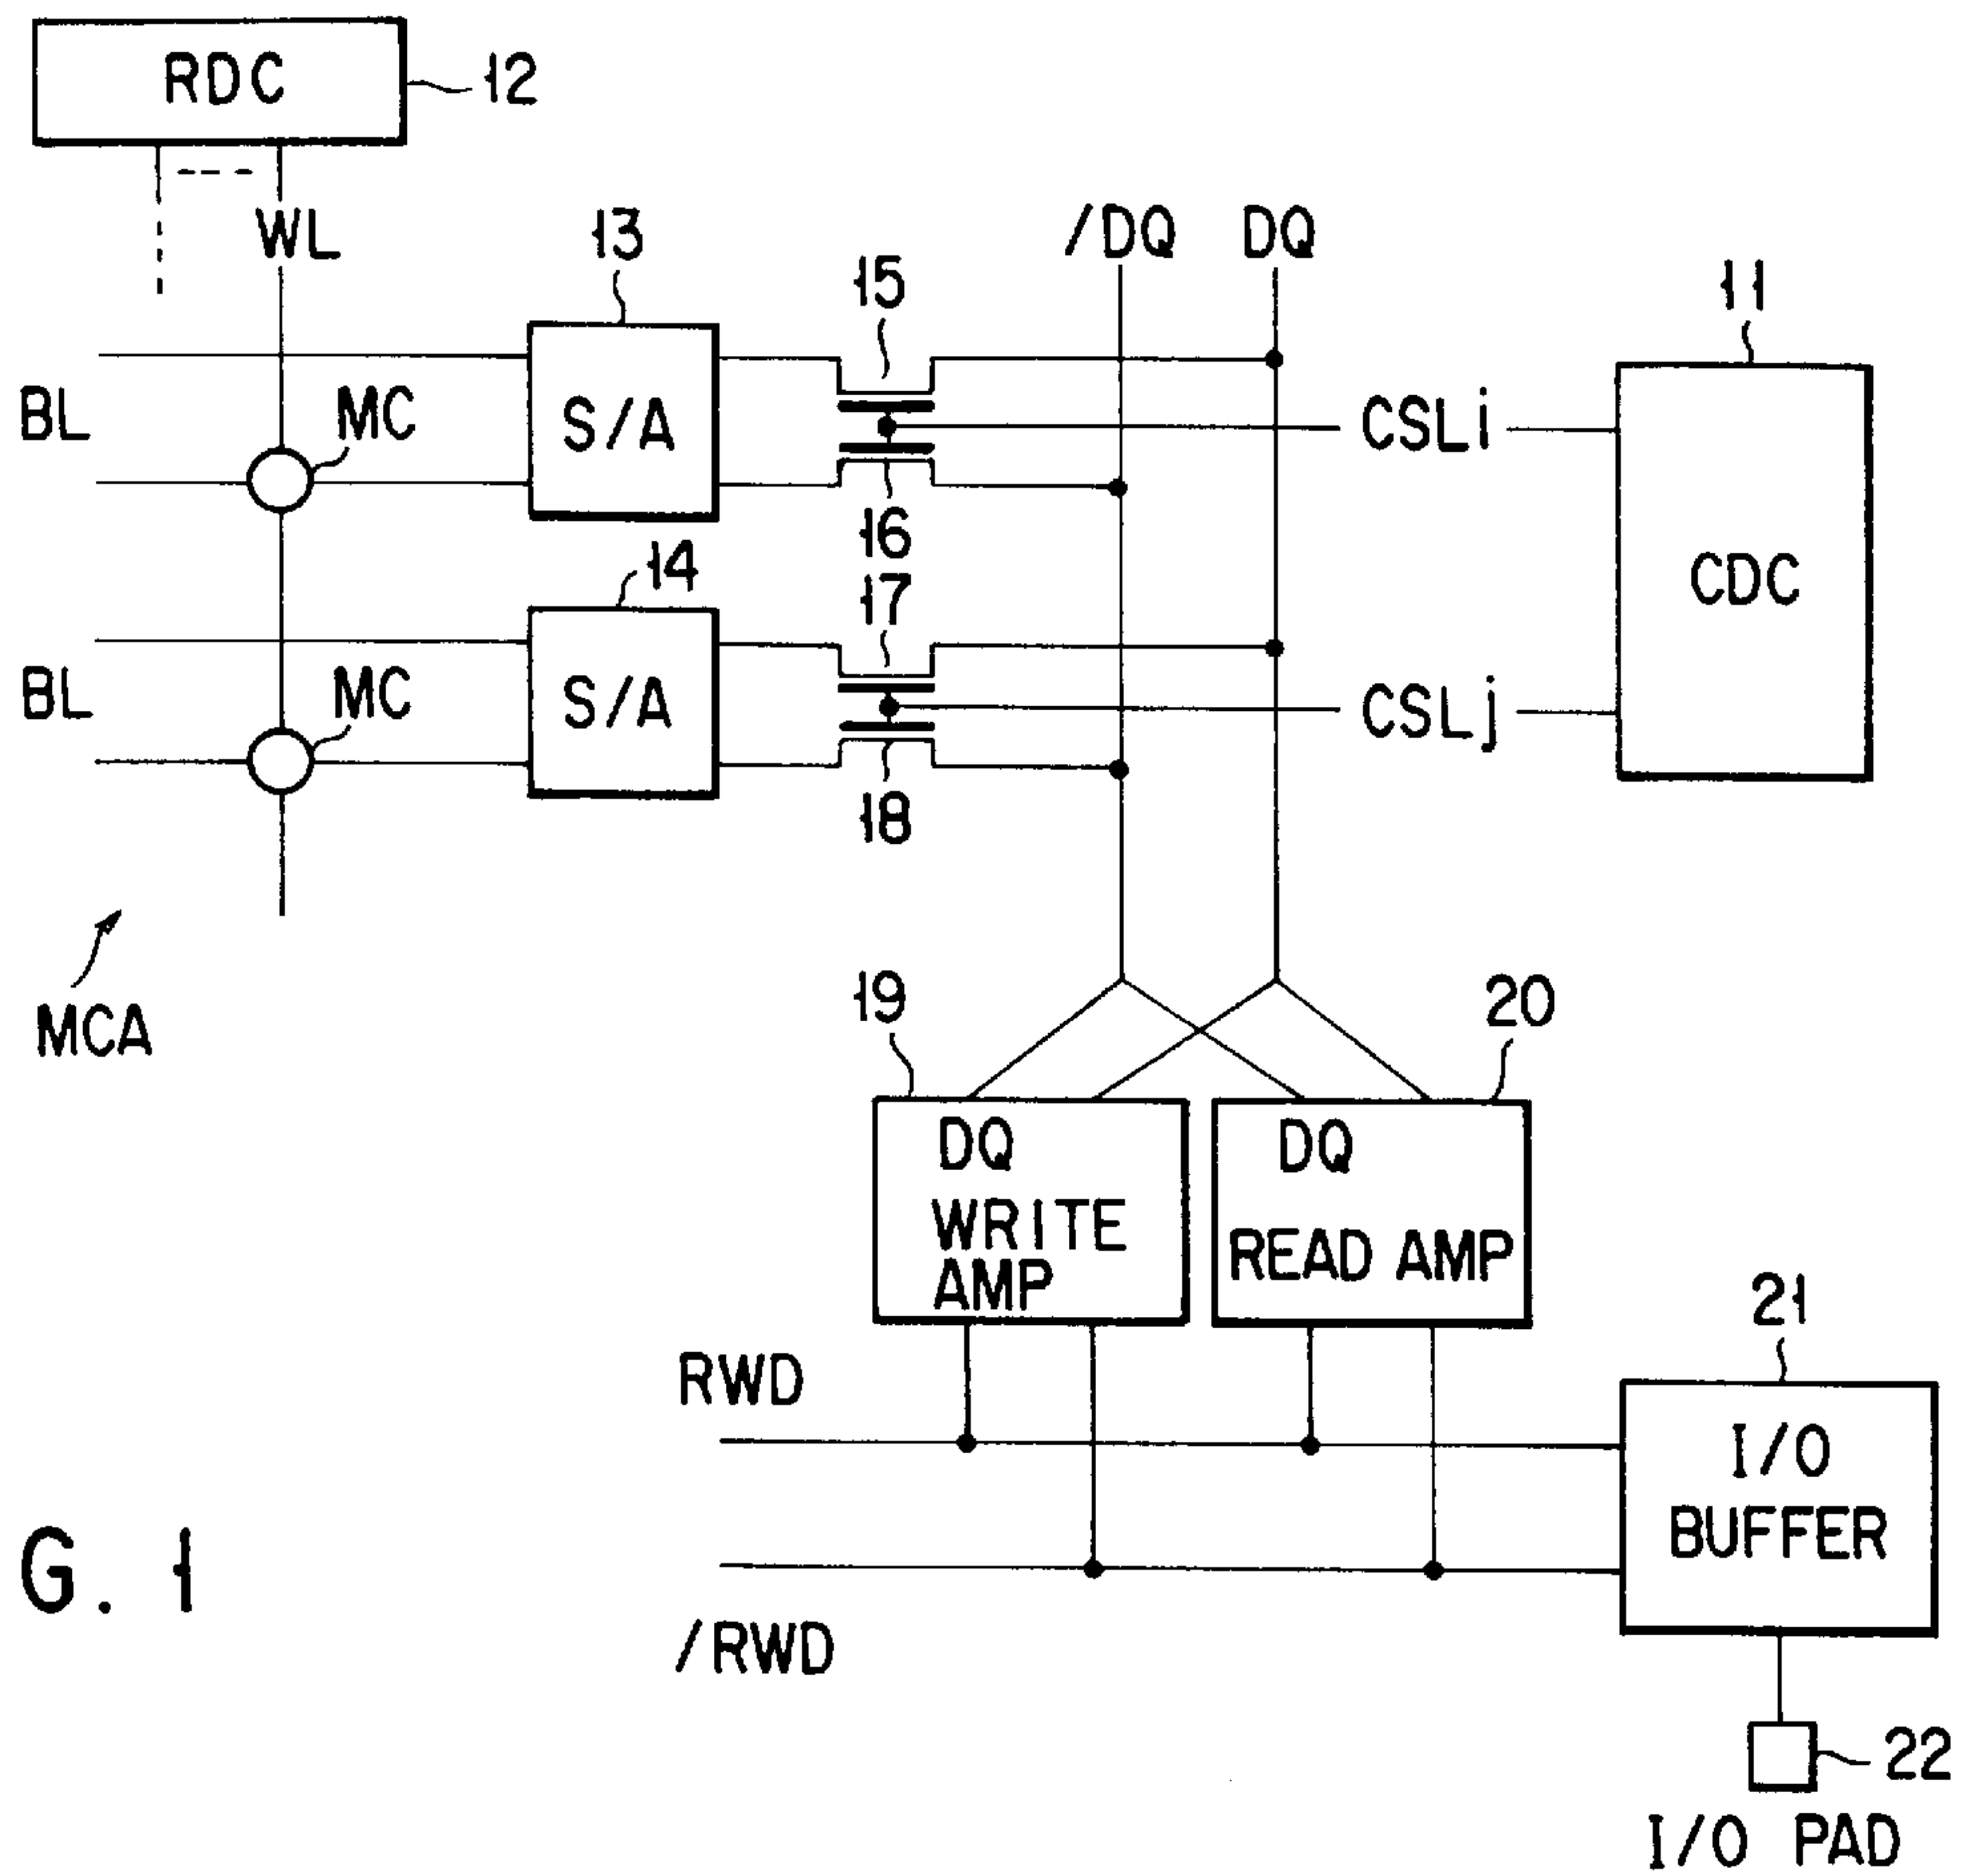 RDC
12
WL
13
/DQ
DQ
15
11
BL
MC
S/A
CSLi
16
14
17
CDC
BL
MC
S/A
CSLj
18
MCA
19
20
DQ
WRITE
AMP
DQ
READ AMP
21
RWD
I/O
BUFFER
G. 1
/RWD
22
I/O PAD